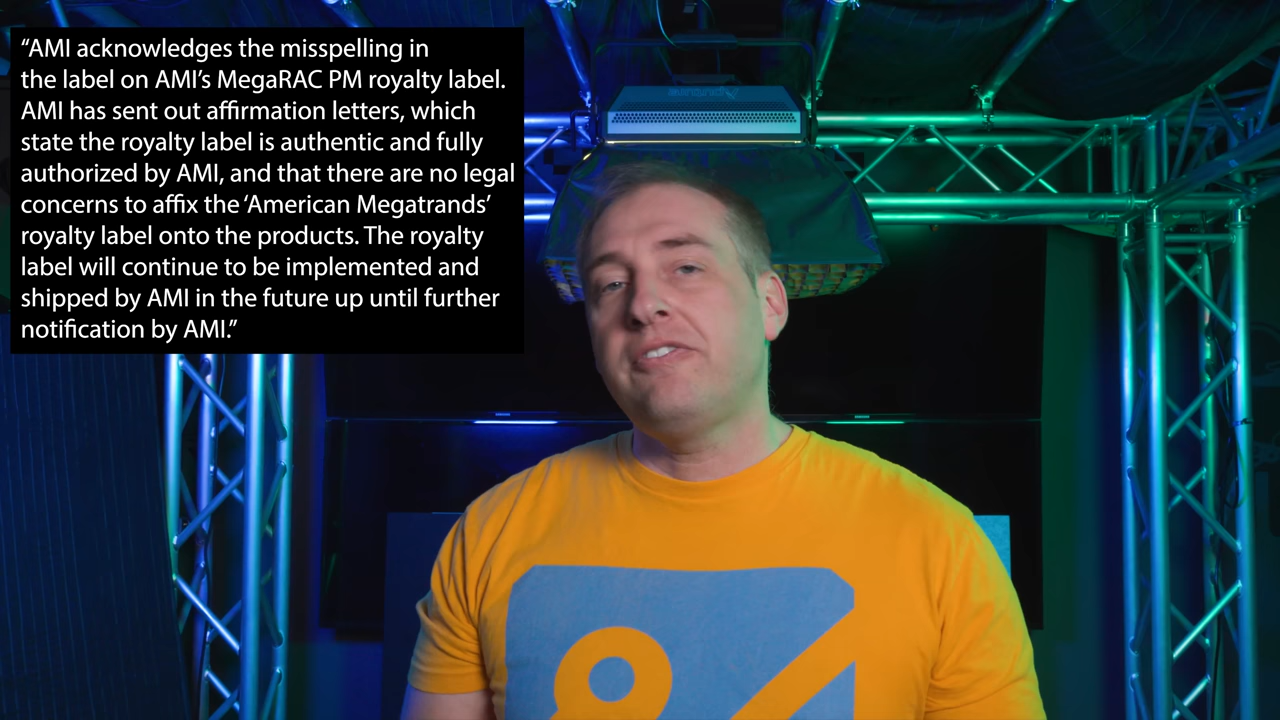 “AMI acknowledges the misspelling in
the label on AMI’s MegaRAC PM royalty label.
AMI has sent out affirmation letters, which
state the royalty label is authentic and fully
authorized by AMI, and that there are no legal
concerns to affix the ‘American Megatrands’
royalty label onto the products. The royalty
label will continue to be implemented and
shipped by AMI in the future up until further
notification by AMI.”